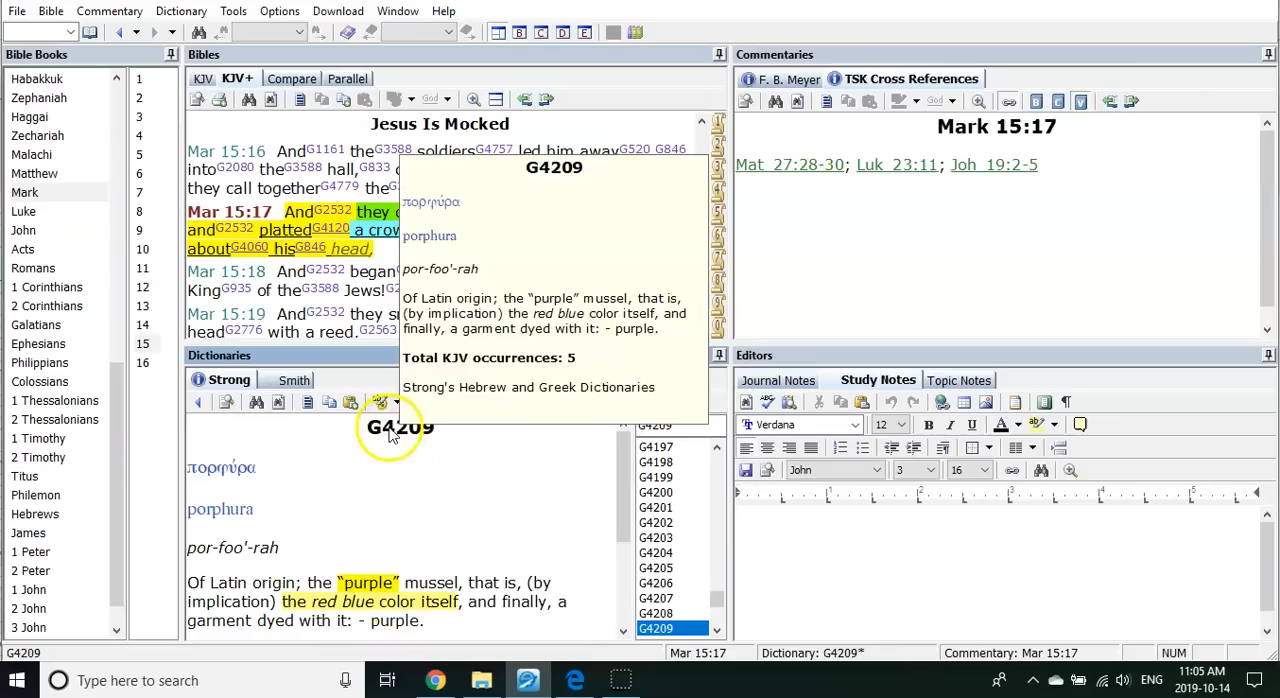 File Bible Commentary Dictionary Tools Options Download Window Help
B C D E
Bible Books
Habakkuk
Zephaniah
Haggai
Zechariah
Malachi
Matthew
Mark
Luke
John
Acts
Romans
1 Corinthians
2 Corinthians
Galatians
Ephesians
Philippians
Colossians
1 Thessalonians
2 Thessalonians
1 Timothy
2 Timothy
Titus
Philemon
Hebrews
James
1 Peter
2 Peter
1 John
2 John
3 John
1
2
3
4
5
6
7
8
9
10
11
12
13
14
15
16
Bibles
KJV KJV+ Compare Parallel
God
Jesus Is Mocked
Mar 15:16 AndG1161 theG3588 soldiersG4757 led him awayG520 G846
intoG2080 theG3588 hall,G833
they call togetherG4779 the
Mar 15:17 AndG2532 they
andG2532 plattedG4120 a crow
aboutG4060 hisG846 head,
Mar 15:18 AndG2532 began
KingG935 of theG3588 Jews!
Mar 15:19 AndG2532 they sm
headG2776 with a reed.G2563
G4209
πορφύρα
porphura
por-foo'-rah
Of Latin origin; the “purple” mussel, that is,
(by implication) the red blue color itself, and
finally, a garment dyed with it: - purple.
Total KJV occurrences: 5
Strong's Hebrew and Greek Dictionaries
Dictionaries
Strong Smith
G4209
πορφύρα
porphura
por-foo'-rah
Of Latin origin; the “purple” mussel, that is, (by
implication) the red blue color itself, and finally, a
garment dyed with it: - purple.
G4209
G4197
G4198
G4199
G4200
G4201
G4202
G4203
G4204
G4205
G4206
G4207
G4208
G4209
Commentaries
F. B. Meyer TSK Cross References
God B C V
Mark 15:17
Mat 27:28-30; Luk 23:11; Joh 19:2-5
Editors
Journal Notes Study Notes Topic Notes
Verdana 12 B I U A ab
John 3 16
1 2 3 4 5
G4209 Mar 15:17 Dictionary: G4209* Commentary: Mar 15:17 NUM
Type here to search
ENG
11:05 AM
2019-10-14